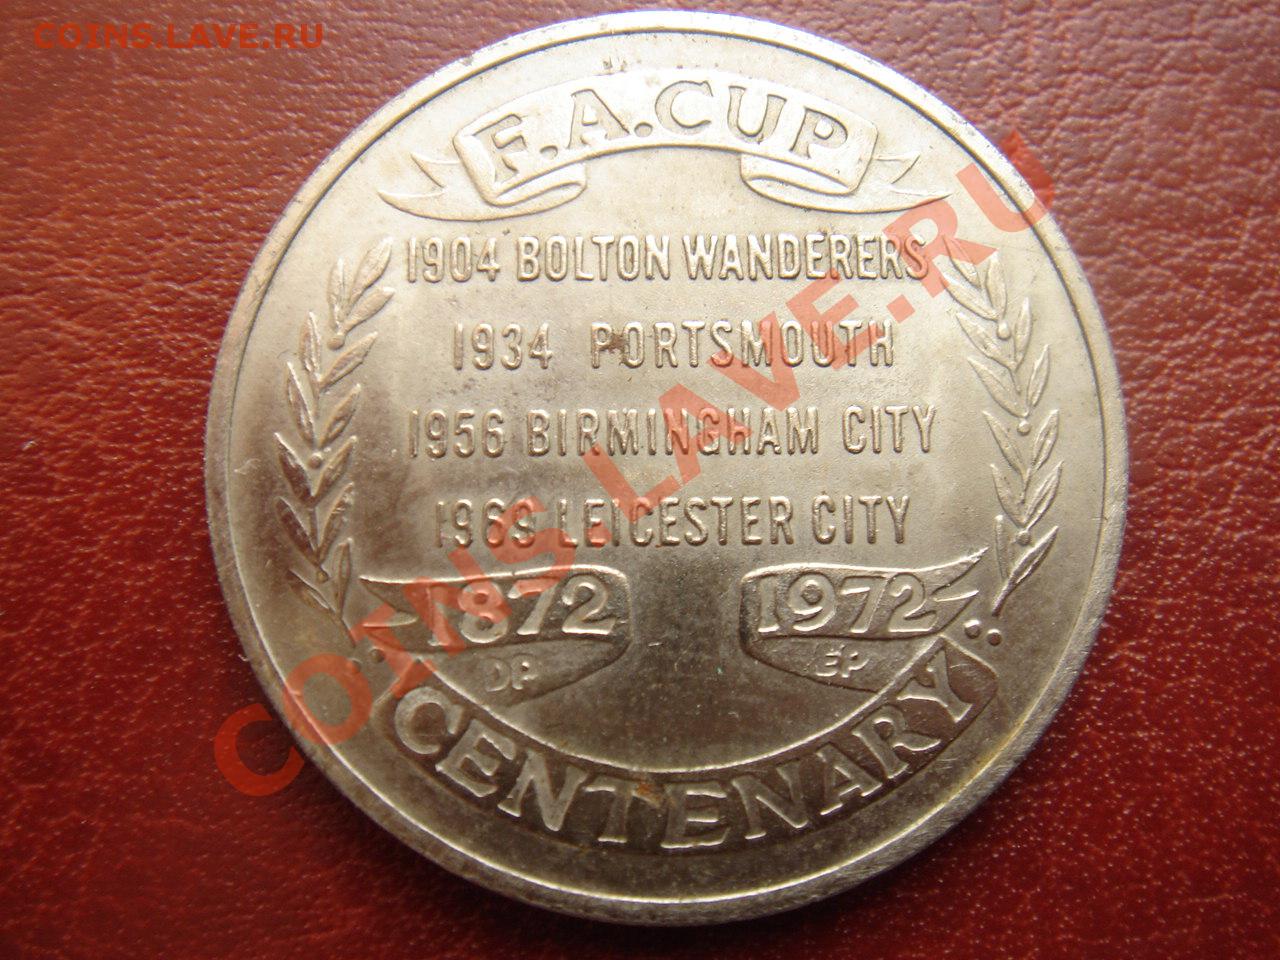 COINS.LAVE.RU
F.A.CUP
1904 BOLTON WANDERERS
1934 PORTSMOUTH
1956 BIRMINGHAM CITY
1969 LEICESTER CITY
1872 1972
DP EP
CENTENARY
COINS.LAVE.RU